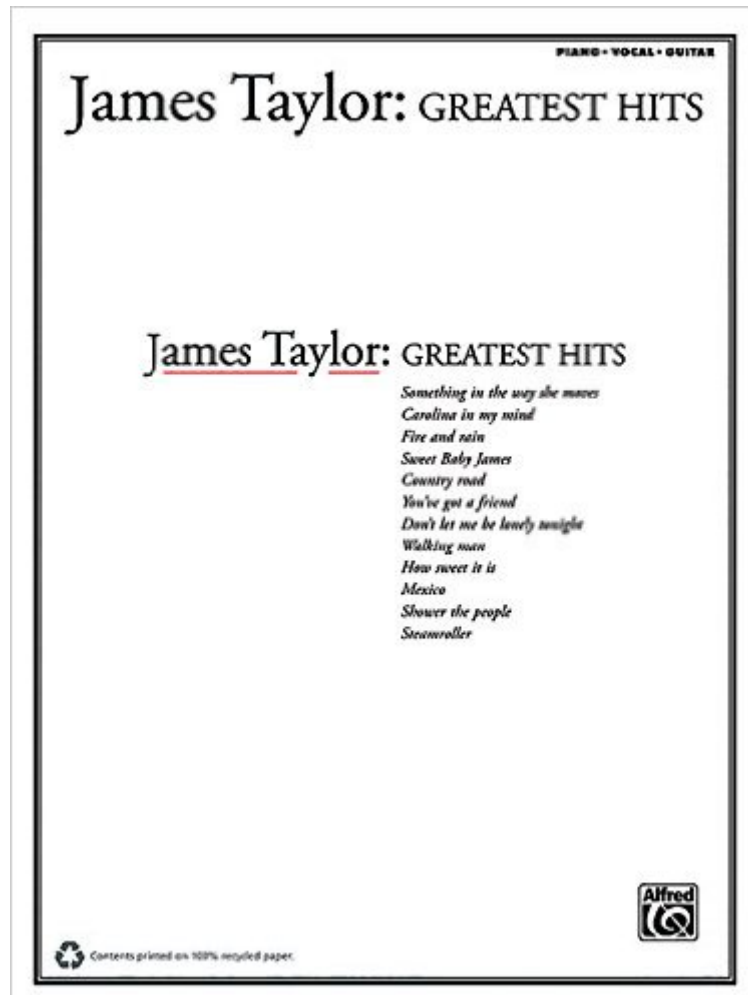 PIANO • VOCAL • GUITAR
James Taylor: GREATEST HITS
James Taylor: GREATEST HITS
Something in the way she moves
Carolina in my mind
Fire and rain
Sweet Baby James
Country road
You've got a friend
Don't let me be lonely tonight
Walking man
How sweet it is
Mexico
Shower the people
Steamroller
Alfred
Contents printed on 100% recycled paper.